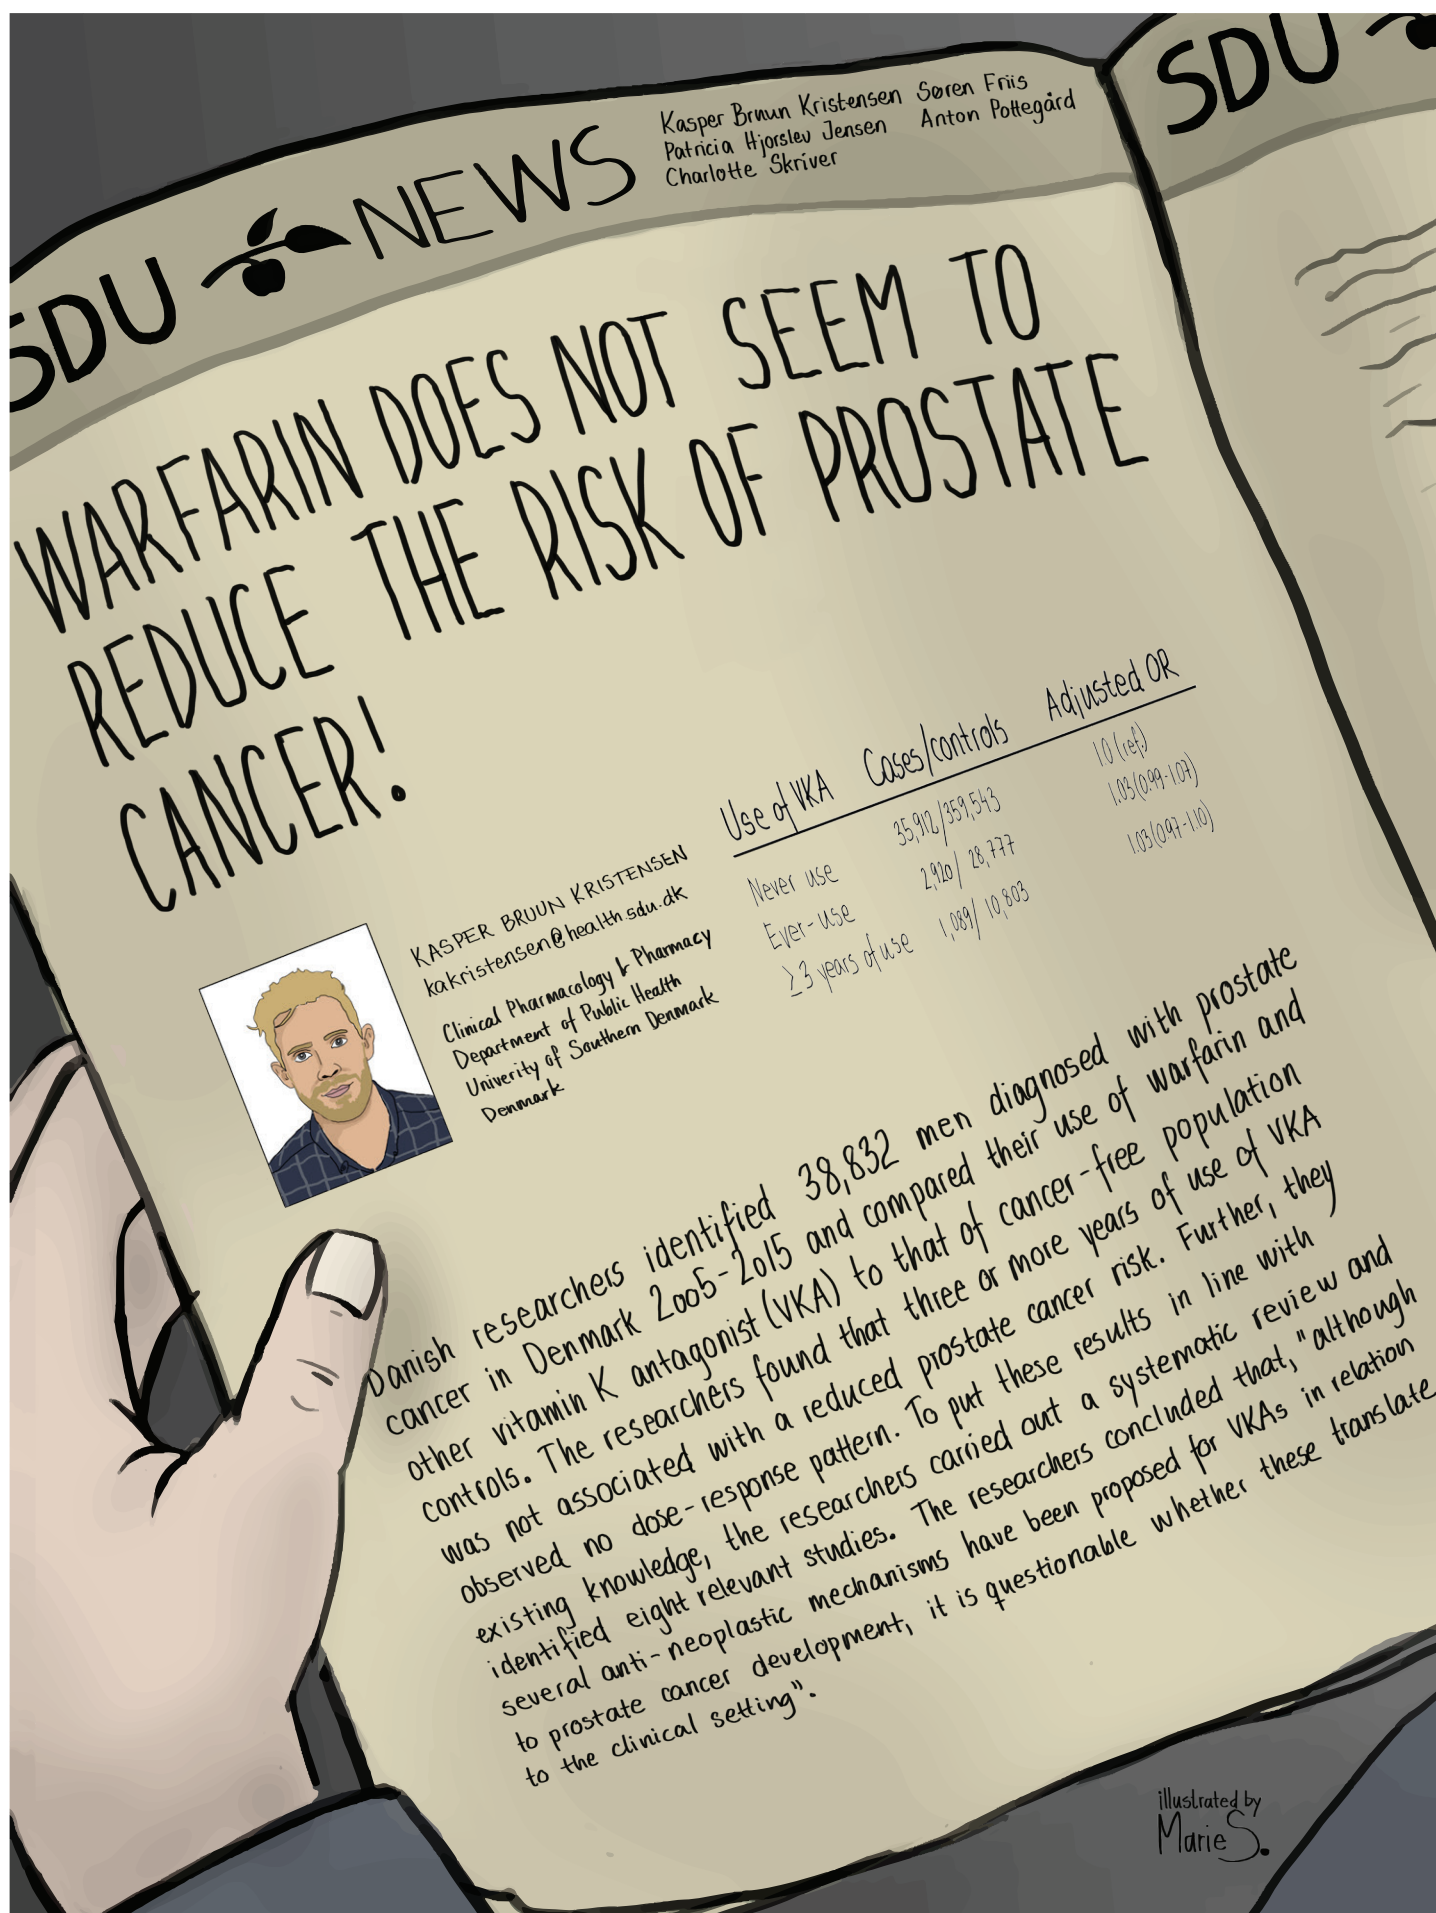 SDU NEWS
Kasper Bruun Kristensen Søren Friis
Patricia Hjorslev Jensen Anton Pottegård
Charlotte Skriver
SDU
WARFARIN DOES NOT SEEM TO
REDUCE THE RISK OF PROSTATE
CANCER!
Use of VKA Cases/controls Adjusted OR
Never use 35,912/359,543 1.0 (ref.)
Ever-use 2,920/ 28,777 1.03(0.99-1.07)
≥3 years of use 1,089/ 10,803 1.03(0.97-1.10)
KASPER BRUUN KRISTENSEN
kakristensen@health.sdu.dk
Clinical Pharmacology & Pharmacy
Department of Public Health
Univerity of Southern Denmark
Denmark
Danish researchers identified 38,832 men diagnosed with prostate
cancer in Denmark 2005-2015 and compared their use of warfarin and
other vitamin K antagonist (VKA) to that of cancer-free population
controls. The researchers found that three or more years of use of VKA
was not associated with a reduced prostate cancer risk. Further, they
observed no dose-response pattern. To put these results in line with
existing knowledge, the researchers carried out a systematic review and
identified eight relevant studies. The researchers concluded that, "although
several anti-neoplastic mechanisms have been proposed for VKAs in relation
to prostate cancer development, it is questionable whether these translate
to the clinical setting".
illustrated by
Marie S.